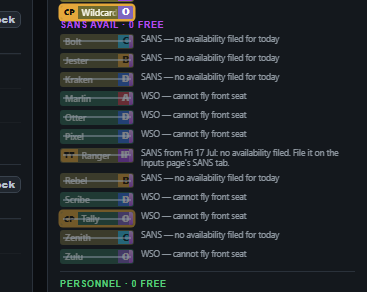 CP Wildcar O
SANS AVAIL · 0 FREE
ock
Bolt C SANS — no availability filed for today
Jester B SANS — no availability filed for today
Kraken D SANS — no availability filed for today
Marlin A WSO — cannot fly front seat
Otter D WSO — cannot fly front seat
Pixel D WSO — cannot fly front seat
Ranger SANS from Fri 17 Jul: no availability filed. File it on the
Inputs page's SANS tab.
Rebel B SANS — no availability filed for today
ock
Scribe D WSO — cannot fly front seat
CP Tally O WSO — cannot fly front seat
Zenith C SANS — no availability filed for today
Zulu O WSO — cannot fly front seat
PERSONNEL · 0 FREE